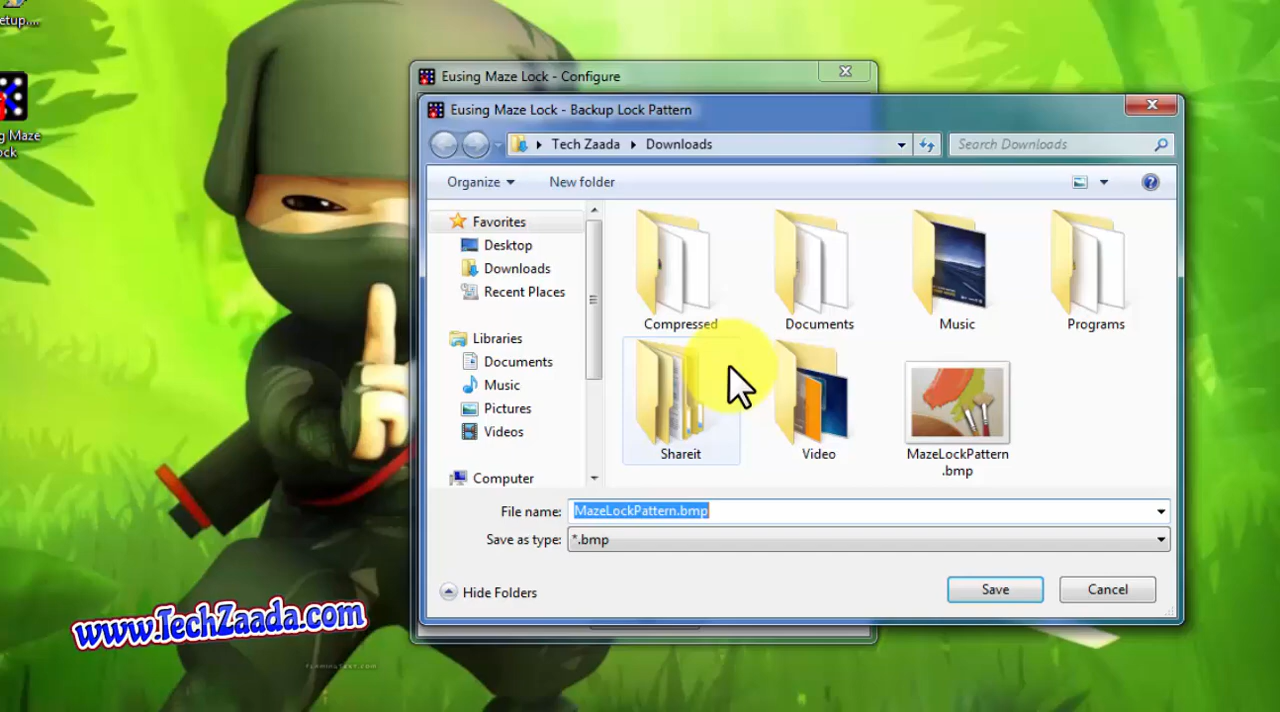 etup....
g Maze
ock
Eusing Maze Lock - Configure
Eusing Maze Lock - Backup Lock Pattern
Tech Zaada
Downloads
Search Downloads
Organize
New folder
Favorites
Desktop
Downloads
Recent Places
Libraries
Documents
Music
Pictures
Videos
Computer
Compressed
Documents
Music
Programs
Shareit
Video
MazeLockPattern
.bmp
File name:
MazeLockPattern.bmp
Save as type:
*.bmp
Hide Folders
Save
Cancel
www.TechZaada.com
FLAMINGTEXT.COM